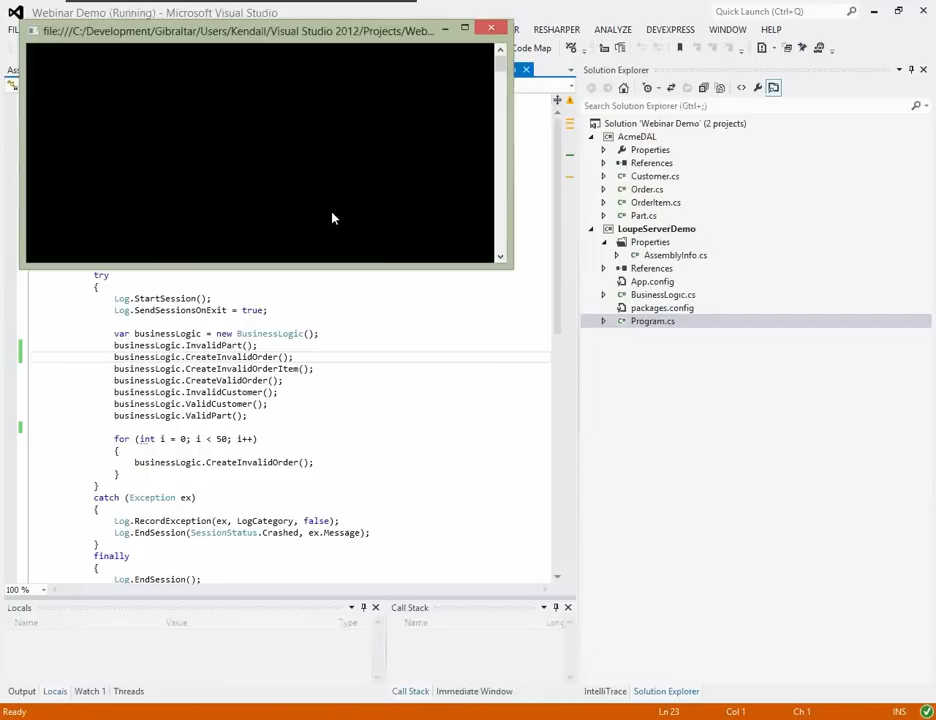 Webinar Demo (Running) - Microsoft Visual Studio
Quick Launch (Ctrl+Q)
file:///C:/Development/Gibraltar/Users/Kendall/Visual Studio 2012/Projects/Web...
RESHARPER ANALYZE DEVEXPRESS WINDOW HELP
Code Map
Solution Explorer
Search Solution Explorer (Ctrl+;)
Solution 'Webinar Demo' (2 projects)
AcmeDAL
Properties
References
Customer.cs
Order.cs
OrderItem.cs
Part.cs
LoupeServerDemo
Properties
AssemblyInfo.cs
References
App.config
BusinessLogic.cs
packages.config
Program.cs
try
{
Log.StartSession();
Log.SendSessionsOnExit = true;
var businessLogic = new BusinessLogic();
businessLogic.InvalidPart();
businessLogic.CreateInvalidOrder();
businessLogic.CreateInvalidOrderItem();
businessLogic.CreateValidOrder();
businessLogic.InvalidCustomer();
businessLogic.ValidCustomer();
businessLogic.ValidPart();
for (int i = 0; i < 50; i++)
{
businessLogic.CreateInvalidOrder();
}
}
catch (Exception ex)
{
Log.RecordException(ex, LogCategory, false);
Log.EndSession(SessionStatus.Crashed, ex.Message);
}
finally
{
Log.EndSession();
100 %
Locals
Name Value Type
Call Stack
Name
Output Locals Watch 1 Threads
Call Stack Immediate Window
IntelliTrace Solution Explorer
Ready
Ln 23 Col 1 Ch 1 INS